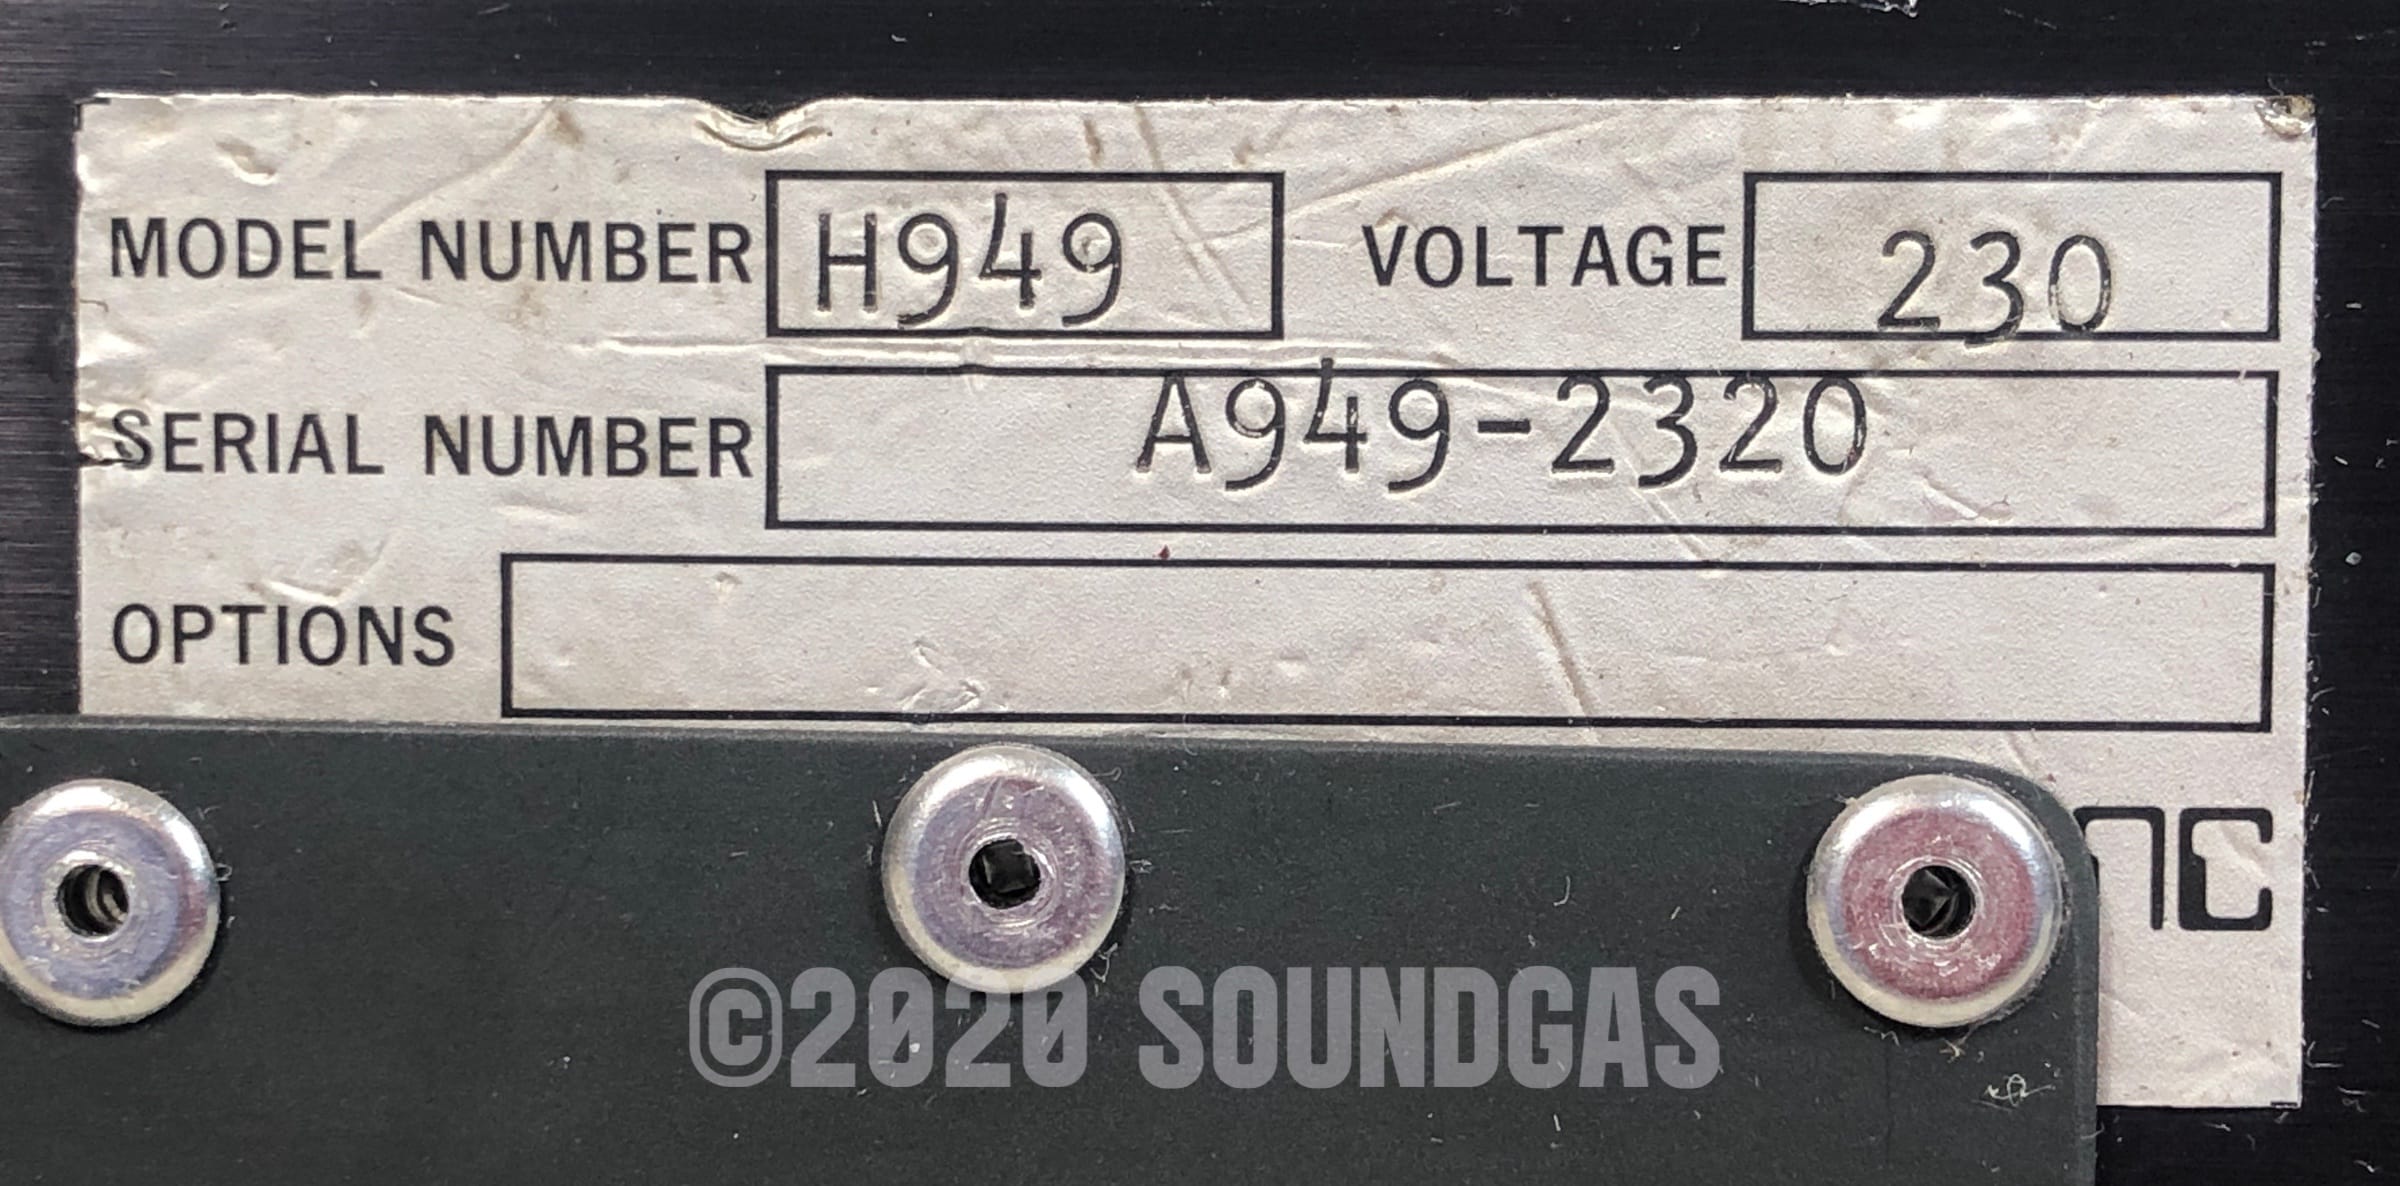 MODEL NUMBER H949 VOLTAGE 230
SERIAL NUMBER A949-2320
OPTIONS
©2020 SOUNDGAS